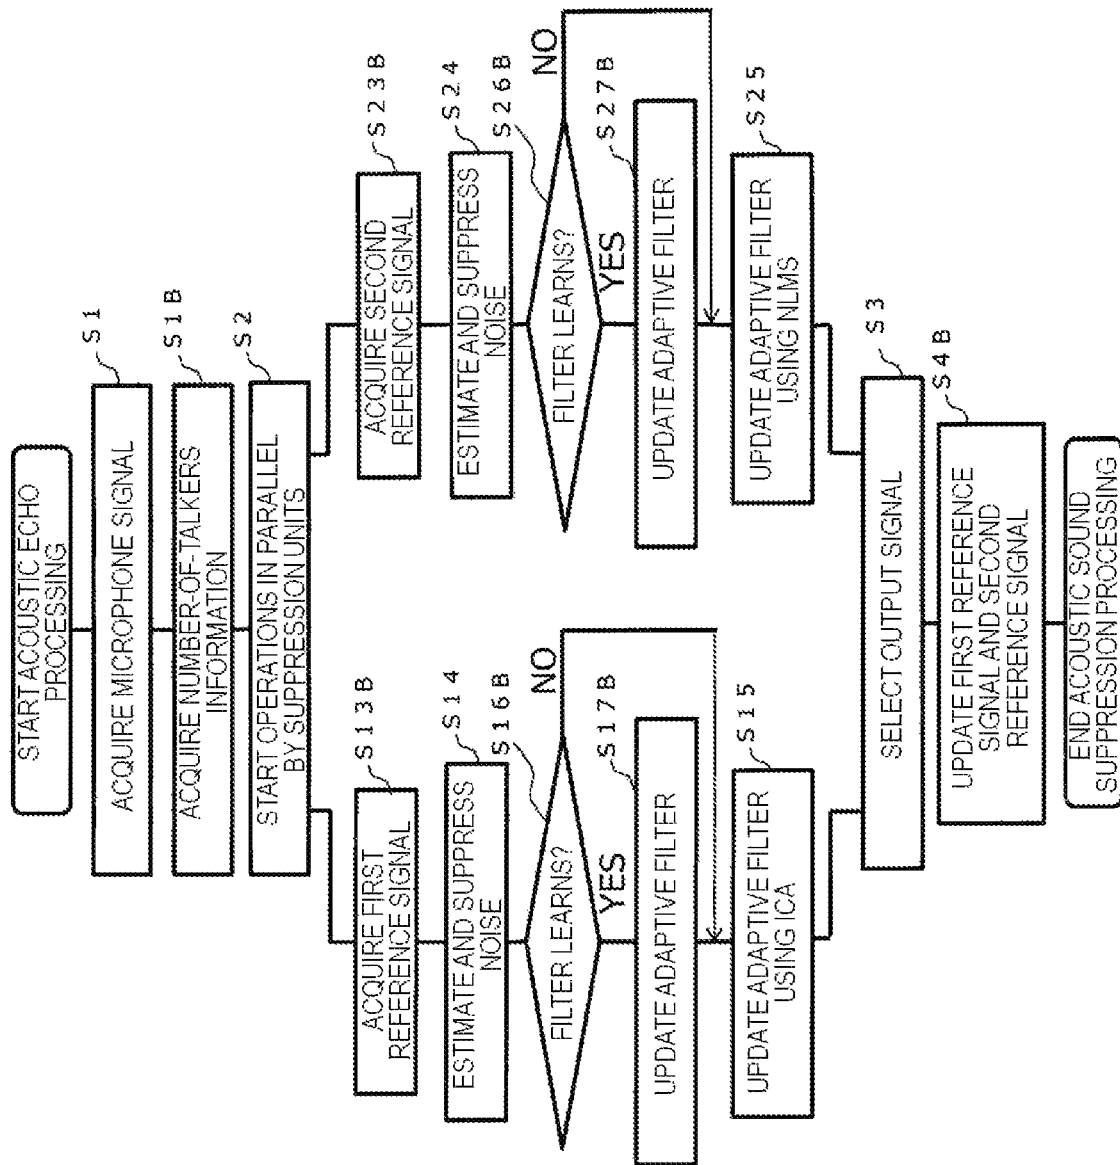 START ACOUSTIC ECHO
PROCESSING
S1
ACQUIRE MICROPHONE SIGNAL
S1B
ACQUIRE NUMBER-OF-TALKERS
INFORMATION
S2
START OPERATIONS IN PARALLEL
BY SUPPRESSION UNITS
S13B
ACQUIRE FIRST
REFERENCE SIGNAL
S14
ESTIMATE AND SUPPRESS
NOISE
S16B
FILTER LEARNS?
NO
YES
S17B
UPDATE ADAPTIVE FILTER
S15
UPDATE ADAPTIVE FILTER
USING ICA
S23B
ACQUIRE SECOND
REFERENCE SIGNAL
S24
ESTIMATE AND SUPPRESS
NOISE
S26B
FILTER LEARNS?
NO
YES
S27B
UPDATE ADAPTIVE FILTER
S25
UPDATE ADAPTIVE FILTER
USING NLMS
S3
SELECT OUTPUT SIGNAL
S4B
UPDATE FIRST REFERENCE
SIGNAL AND SECOND
REFERENCE SIGNAL
END ACOUSTIC SOUND
SUPPRESSION PROCESSING